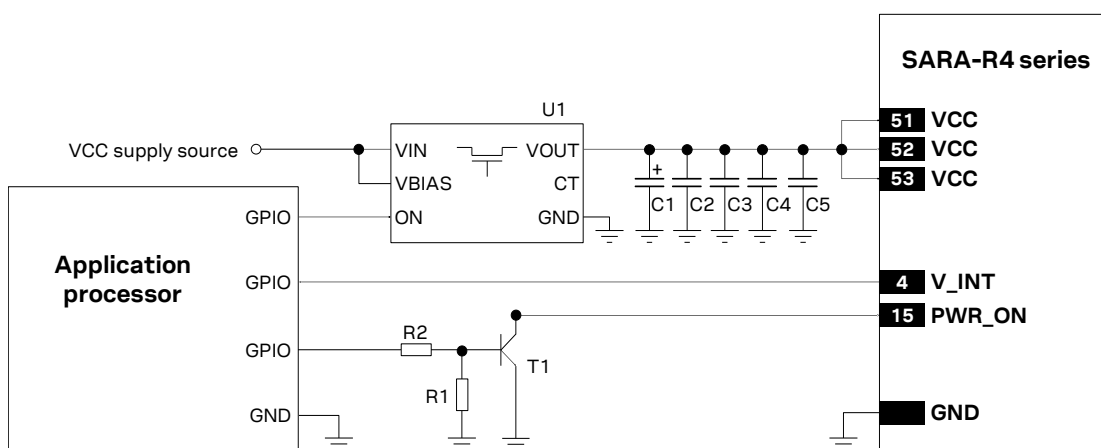 SARA-R4 series
U1
51 VCC
VCC supply source
VIN
VOUT
52 VCC
VBIAS
CT
53 VCC
+
C1
C2
C3
C4
C5
GPIO
ON
GND
Application
processor
GPIO
4 V_INT
15 PWR_ON
R2
GPIO
T1
R1
GND
GND